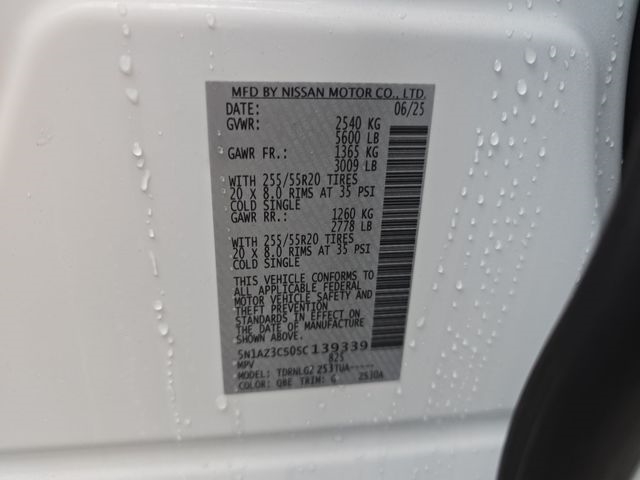 MFD BY NISSAN MOTOR CO., LTD.
DATE: 06/25
GVWR: 2540 KG
5600 LB
GAWR FR.: 1365 KG
3009 LB
WITH 255/55R20 TIRES
20 X 8.0 RIMS AT 35 PSI
COLD SINGLE
GAWR RR.: 1260 KG
2778 LB
WITH 255/55R20 TIRES
20 X 8.0 RIMS AT 35 PSI
COLD SINGLE
THIS VEHICLE CONFORMS TO
ALL APPLICABLE FEDERAL
MOTOR VEHICLE SAFETY AND
THEFT PREVENTION
STANDARDS IN EFFECT ON
THE DATE OF MANUFACTURE
SHOWN ABOVE.
5N1AZ3CS0SC139339
MPV 825
MODEL: TDRNLG2 Z53TUA-----
COLOR: QBE TRIM: G Z530A